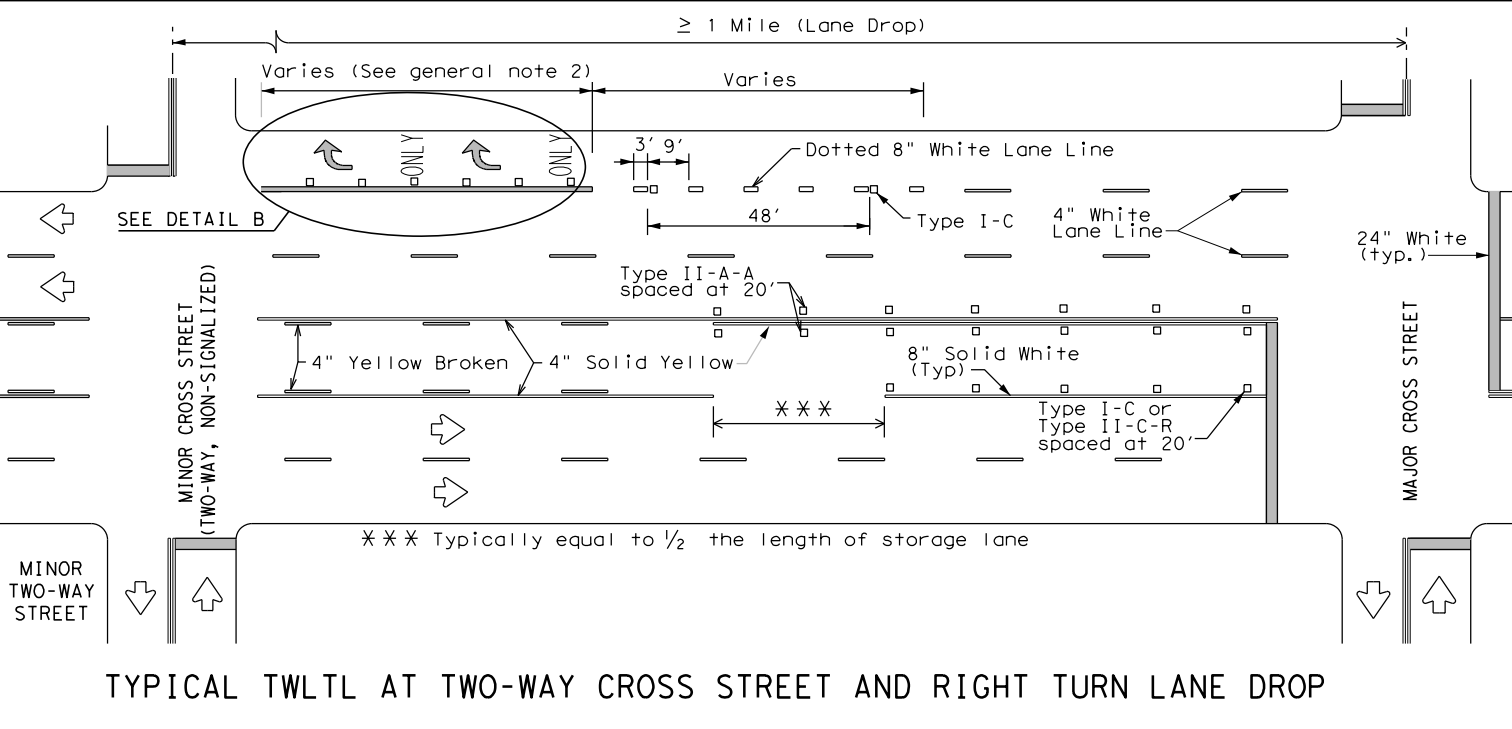 ≥ 1 Mile (Lane Drop)
Varies (See general note 2)
Varies
ONLY
ONLY
3' 9'
Dotted 8" White Lane Line
SEE DETAIL B
48'
Type I-C
4" White
Lane Line
24" White
(typ.)
Type II-A-A
spaced at 20'
MINOR CROSS STREET
(TWO-WAY, NON-SIGNALIZED)
4" Yellow Broken
4" Solid Yellow
8" Solid White
(Typ)
***
Type I-C or
Type II-C-R
spaced at 20'
MAJOR CROSS STREET
*** Typically equal to 1/2 the length of storage lane
MINOR
TWO-WAY
STREET
TYPICAL TWLTL AT TWO-WAY CROSS STREET AND RIGHT TURN LANE DROP